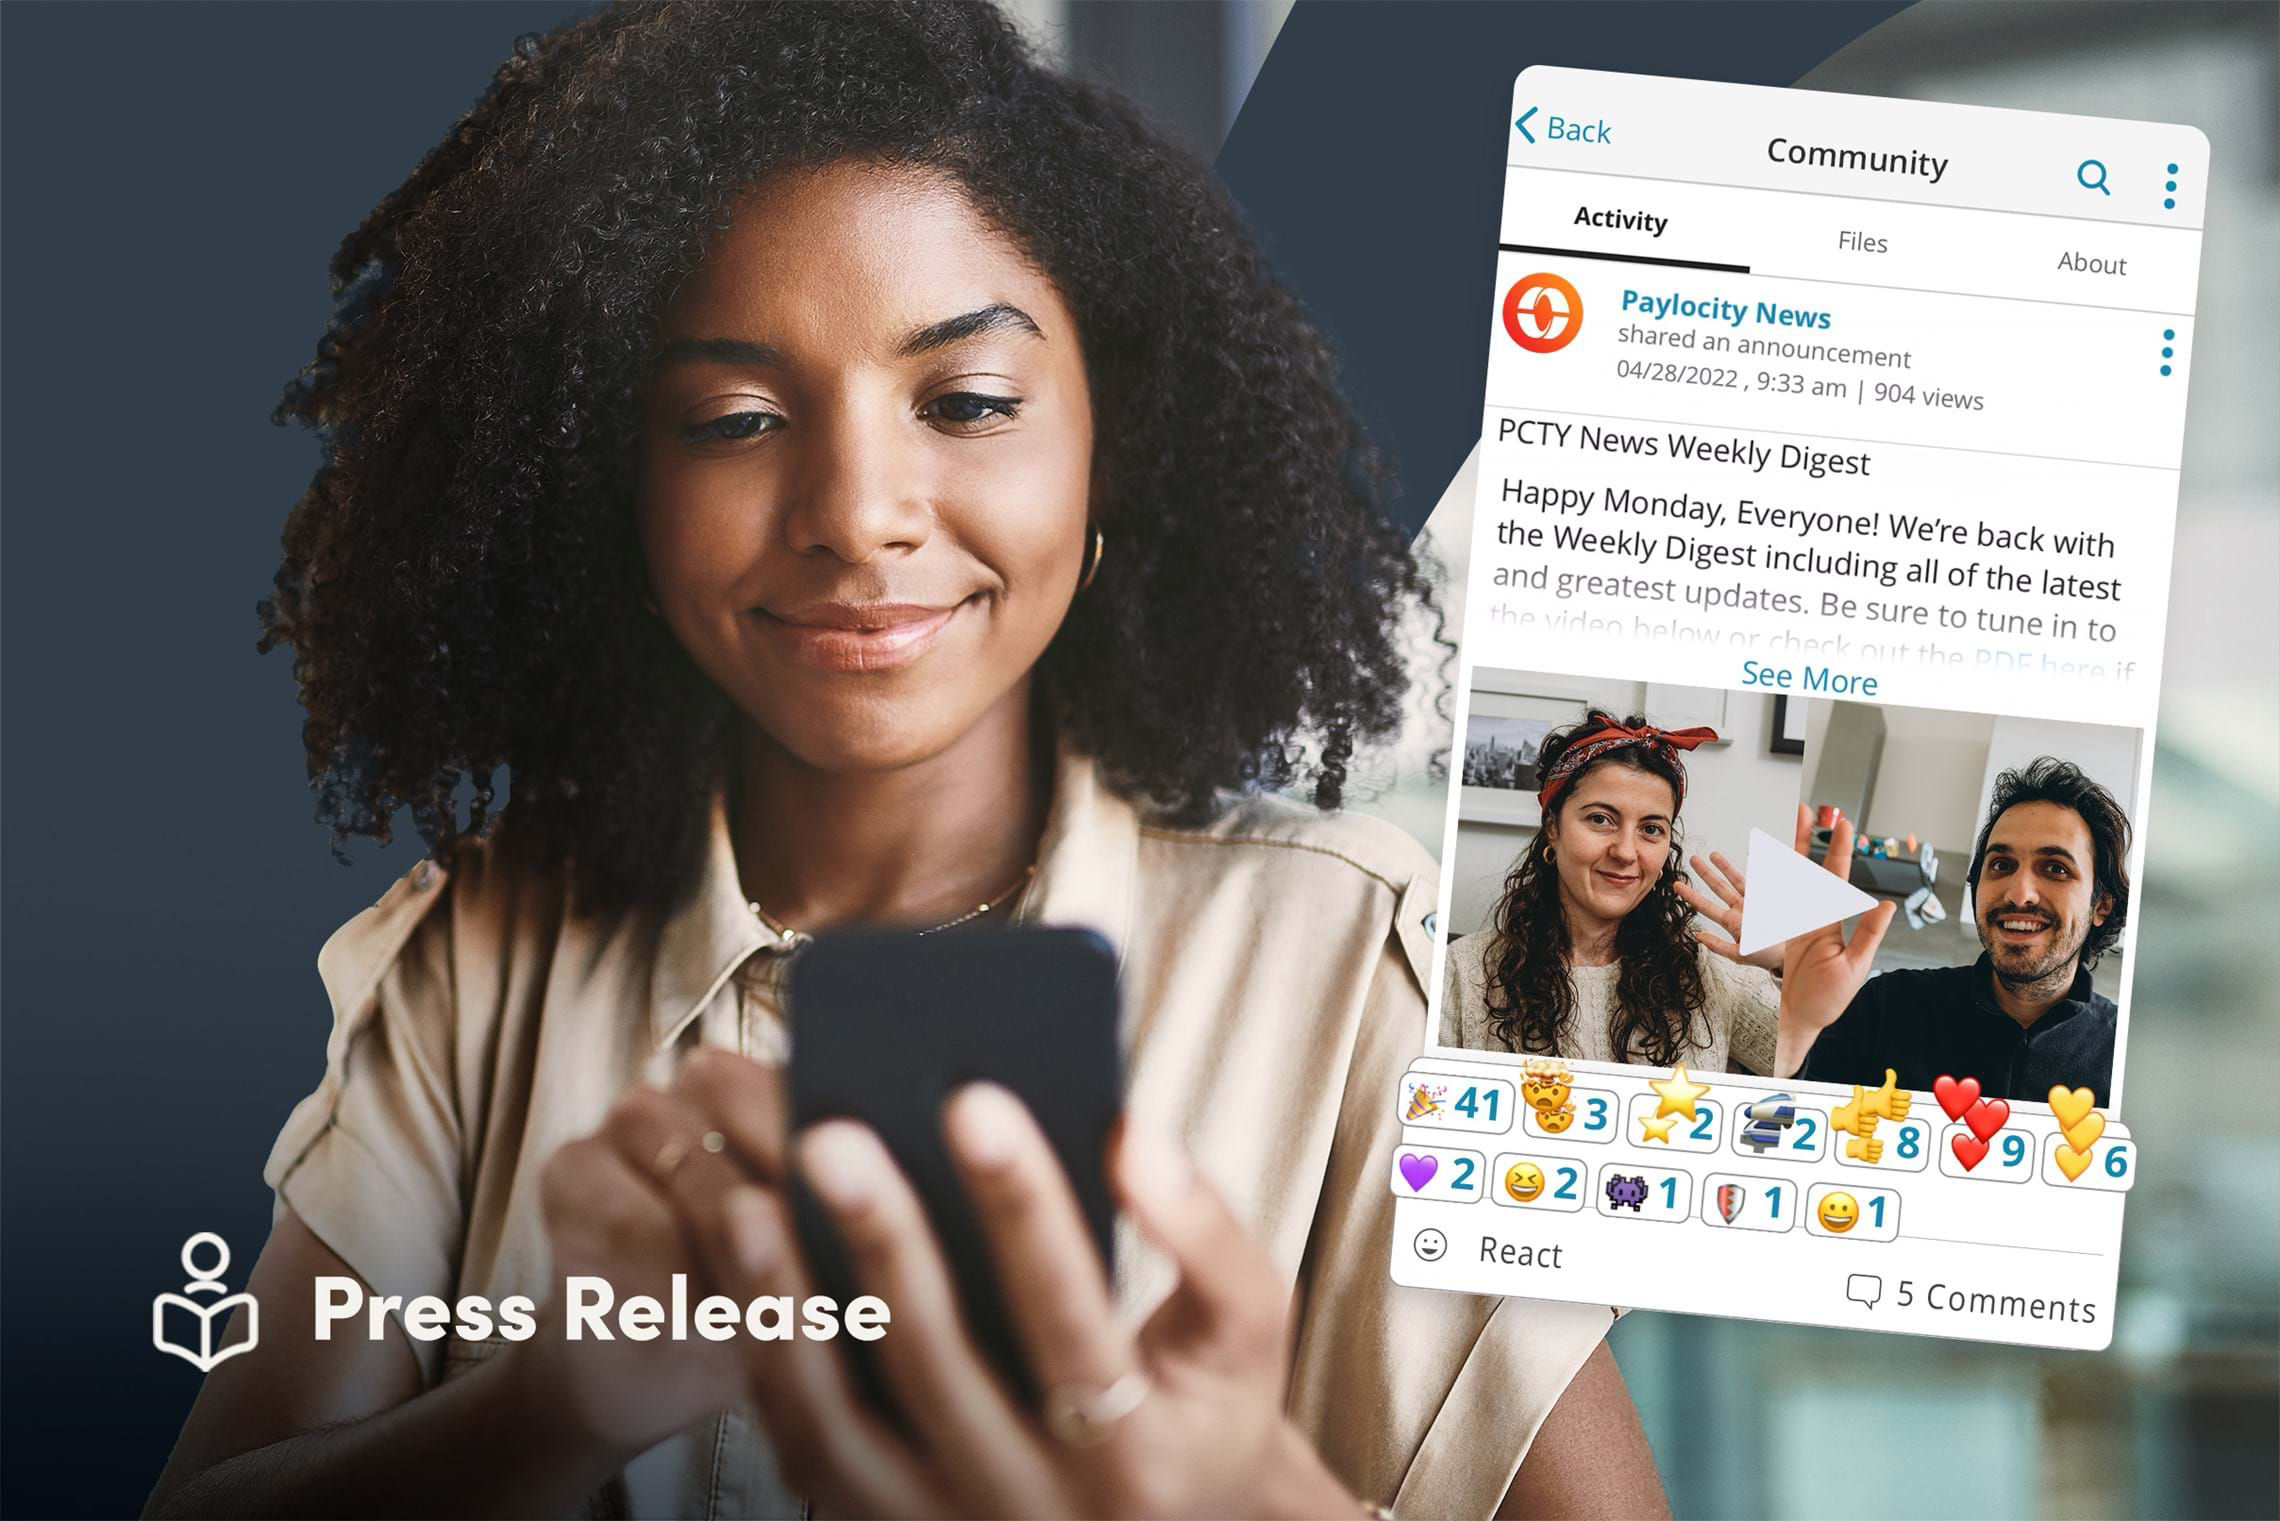 Back
Community
Activity
Files
About
Paylocity News
shared an announcement
04/28/2022 , 9:33 am | 904 views
PCTY News Weekly Digest
Happy Monday, Everyone! We’re back with
the Weekly Digest including all of the latest
and greatest updates. Be sure to tune in to
the video below or check out the PDF here if
See More
41
3
2
2
8
9
6
2
2
1
1
1
React
5 Comments
Press Release